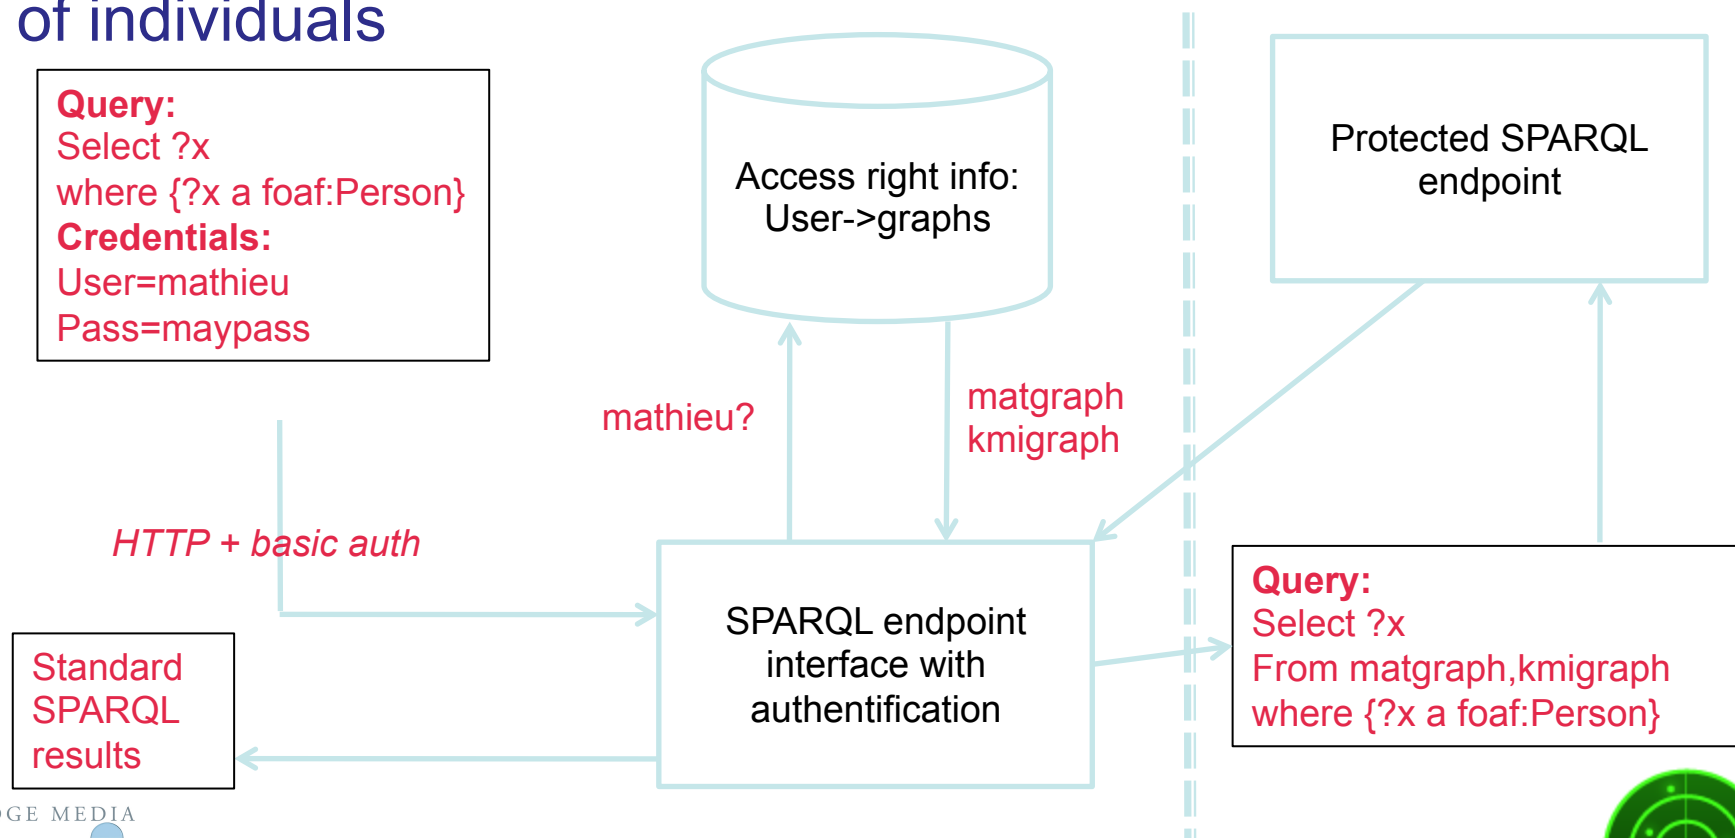 of individuals
Query:
Select ?x
where {?x a foaf:Person}
Credentials:
User=mathieu
Pass=maypass
Access right info:
User->graphs
Protected SPARQL
endpoint
mathieu?
matgraph
kmigraph
HTTP + basic auth
SPARQL endpoint
interface with
authentification
Query:
Select ?x
From matgraph,kmigraph
where {?x a foaf:Person}
Standard
SPARQL
results
GE MEDIA